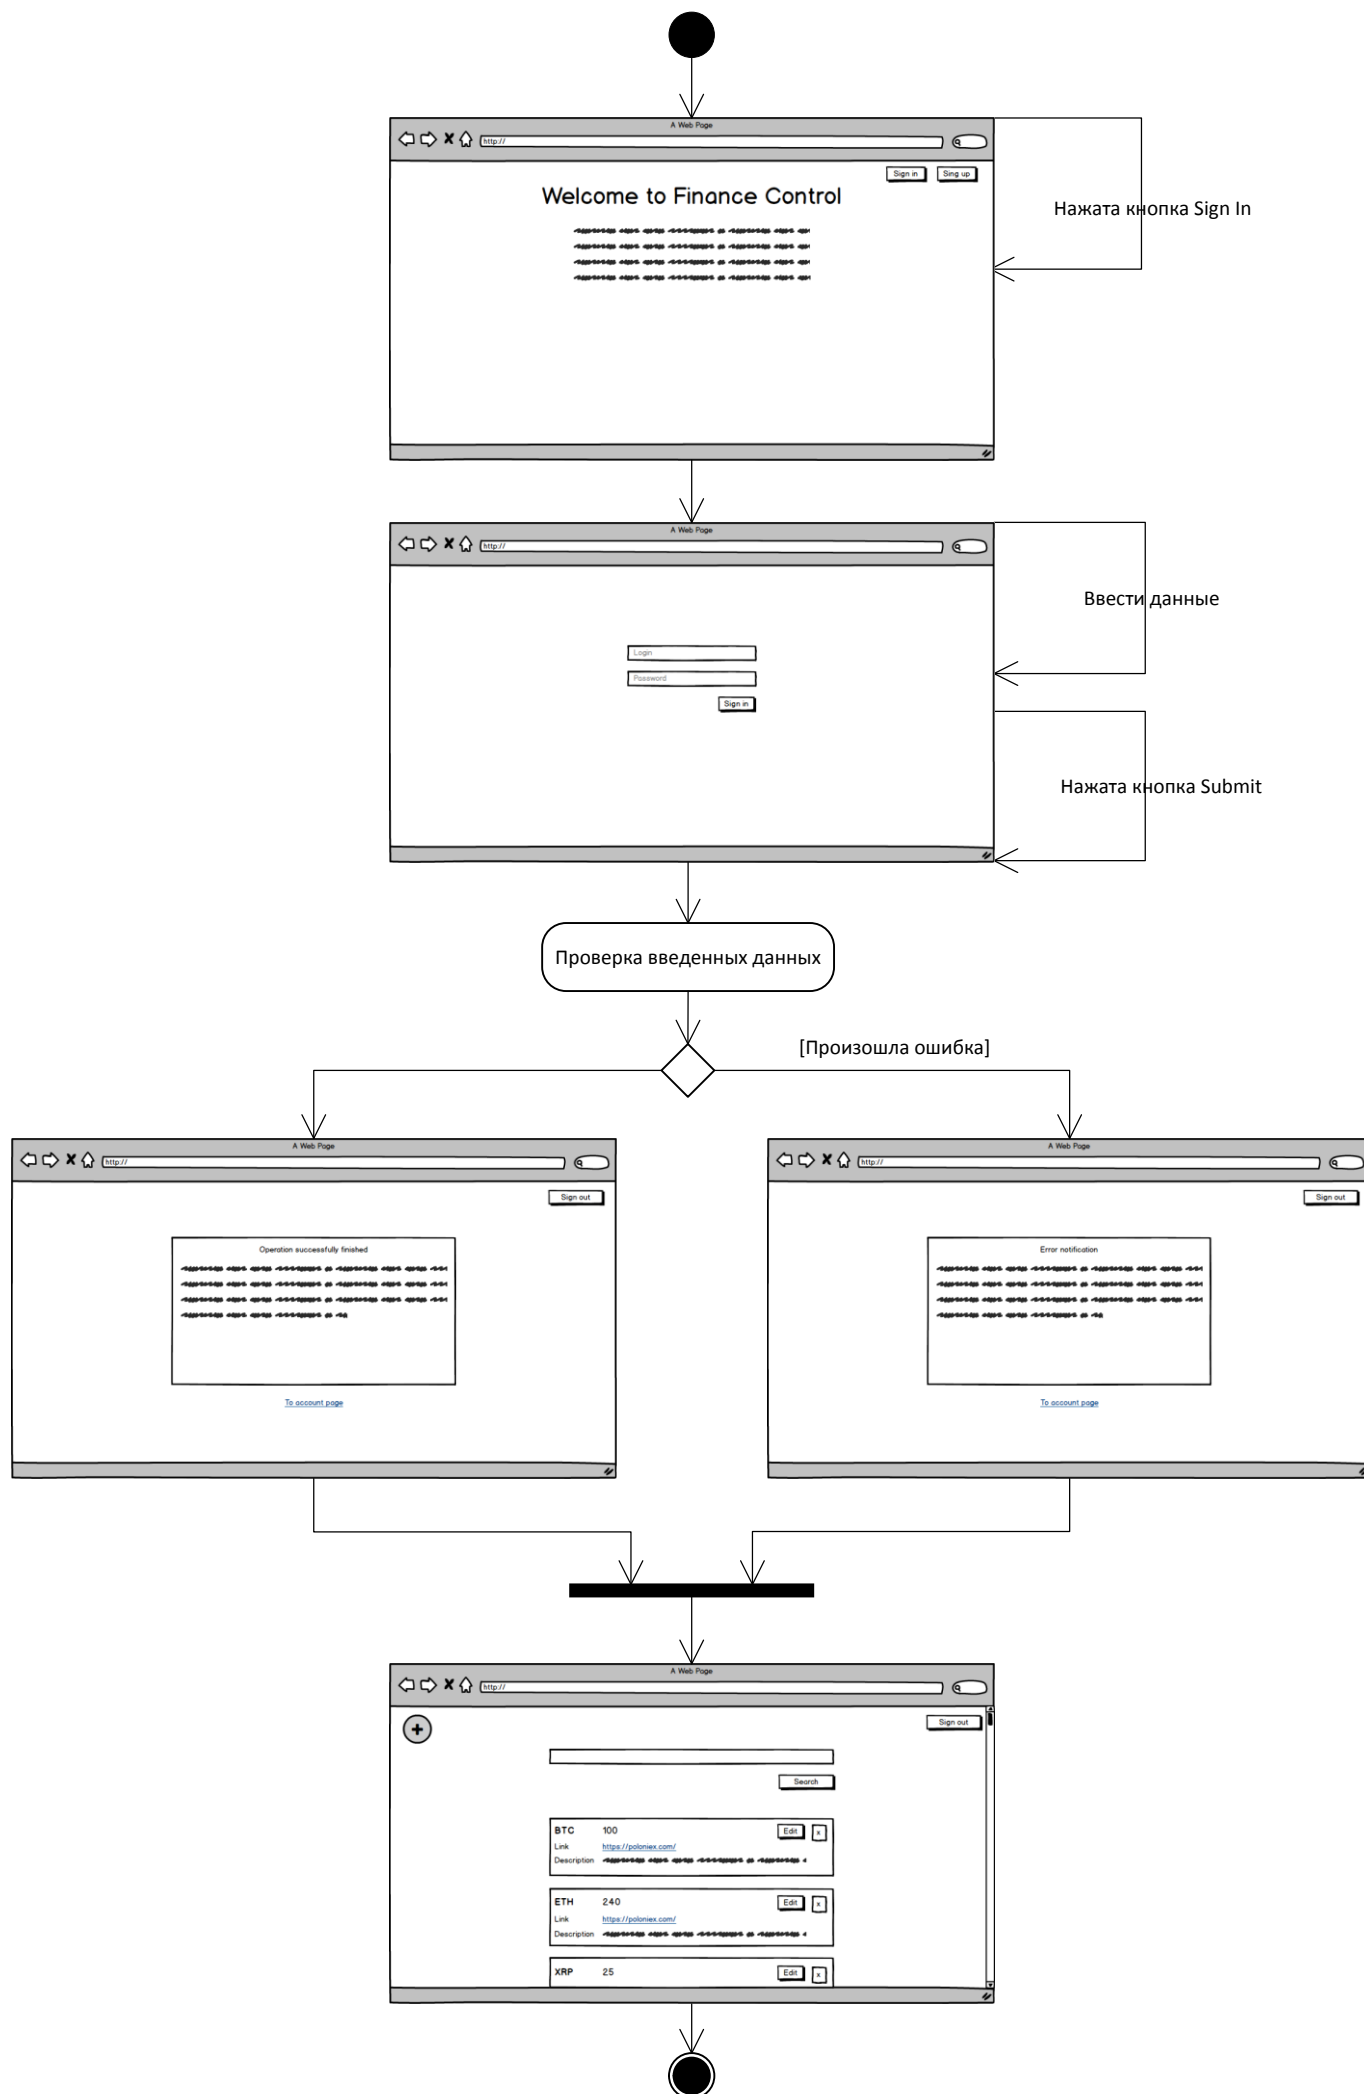 A Web Page
http://
Sign in
Sing up
Welcome to Finance Control
Нажата кнопка Sign In
A Web Page
http://
Ввести данные
Login
Password
Sign in
Нажата кнопка Submit
Проверка введенных данных
[Произошла ошибка]
A Web Page
http://
Sign out
Operation successfully finished
To account page
A Web Page
http://
Sign out
Error notification
To account page
A Web Page
http://
+
Sign out
Search
BTC 100 Edit x
Link https://poloniex.com/
Description
ETH 240 Edit x
Link https://poloniex.com/
Description
XRP 25 Edit x